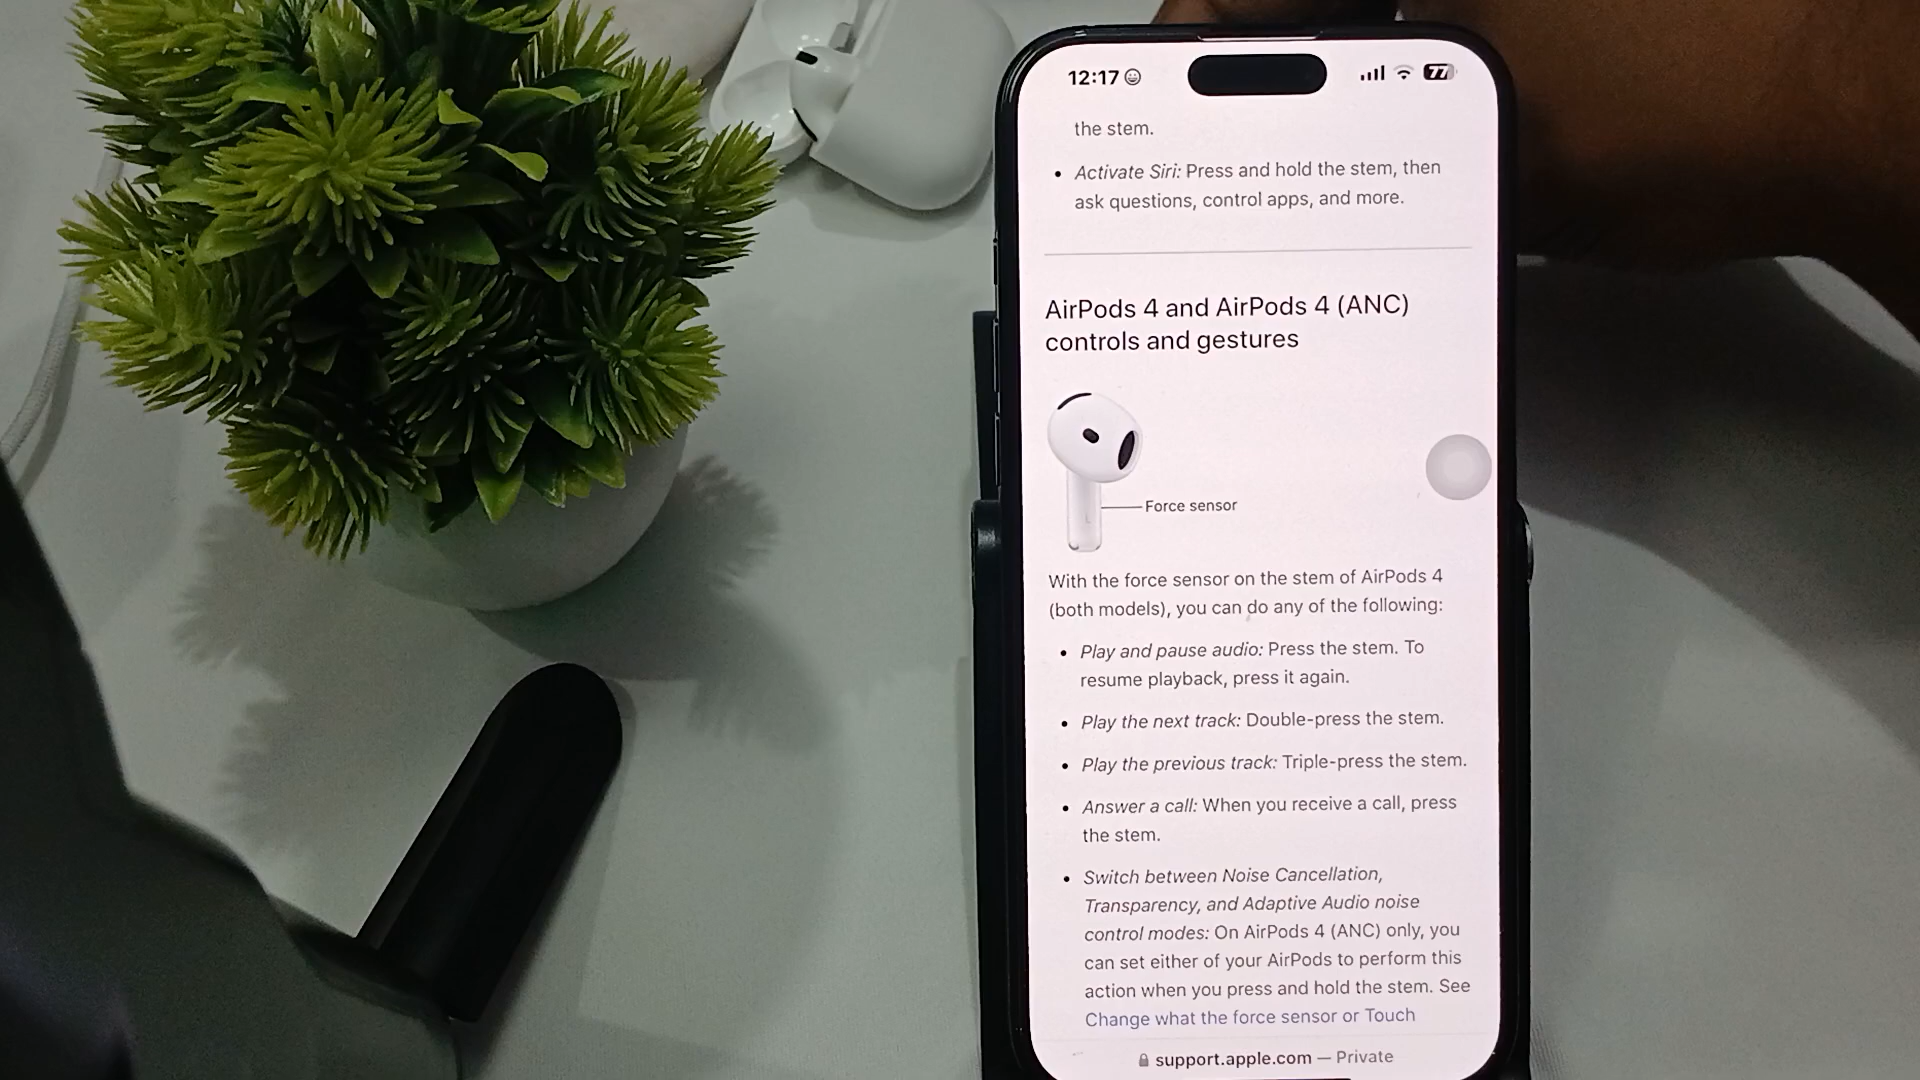 12:17
77
the stem.
• Activate Siri: Press and hold the stem, then
ask questions, control apps, and more.
AirPods 4 and AirPods 4 (ANC)
controls and gestures
Force sensor
With the force sensor on the stem of AirPods 4
(both models), you can do any of the following:
• Play and pause audio: Press the stem. To
resume playback, press it again.
• Play the next track: Double-press the stem.
• Play the previous track: Triple-press the stem.
• Answer a call: When you receive a call, press
the stem.
• Switch between Noise Cancellation,
Transparency, and Adaptive Audio noise
control modes: On AirPods 4 (ANC) only, you
can set either of your AirPods to perform this
action when you press and hold the stem. See
Change what the force sensor or Touch
support.apple.com — Private